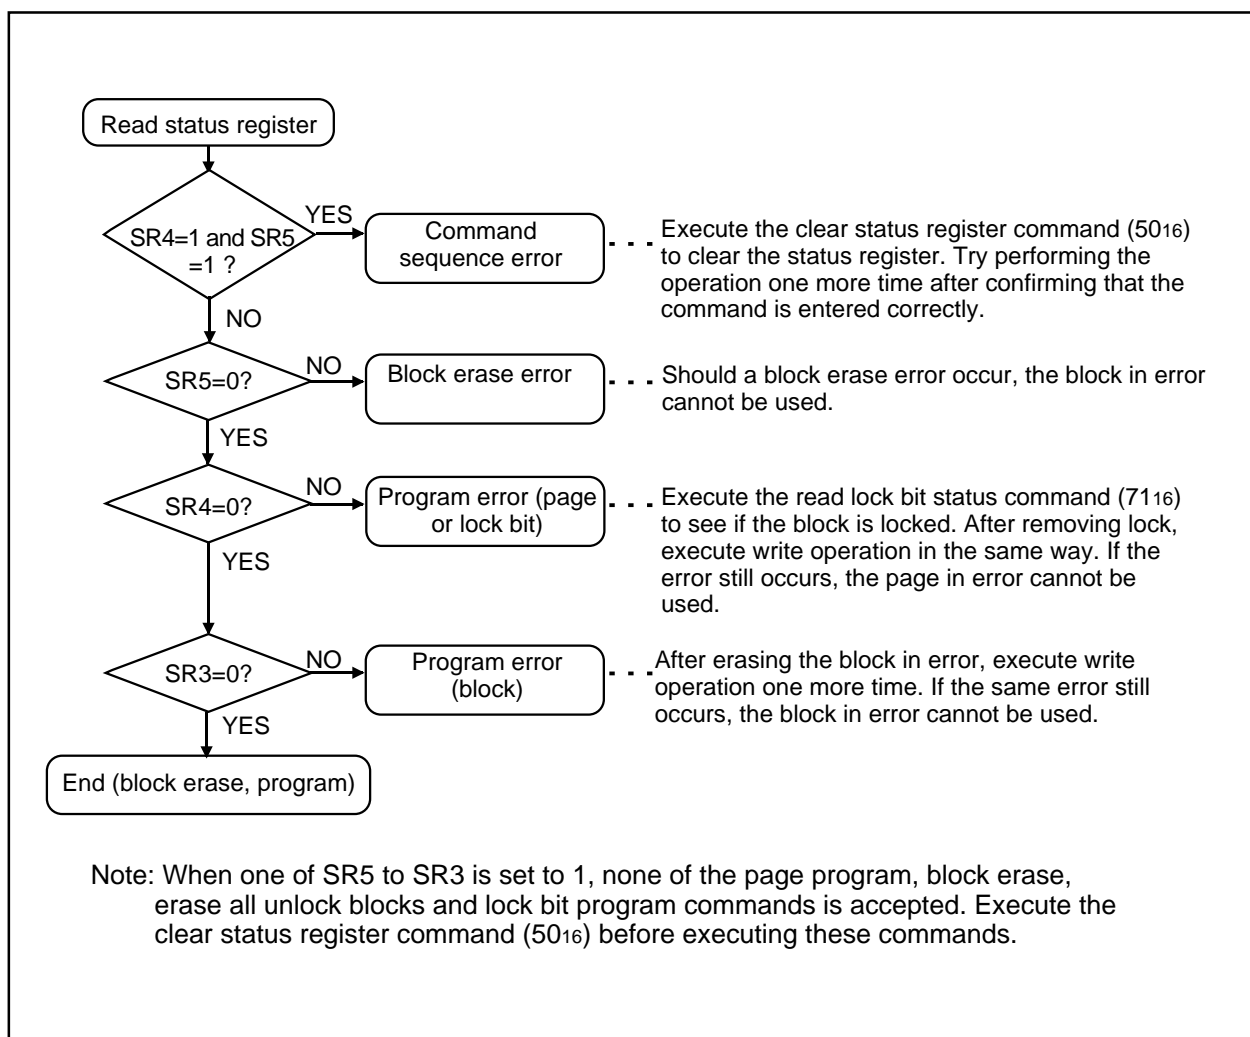 Read status register
SR4=1 and SR5
=1 ?
YES
Command
sequence error
Execute the clear status register command (5016)
to clear the status register. Try performing the
operation one more time after confirming that the
command is entered correctly.
NO
SR5=0?
NO
Block erase error
Should a block erase error occur, the block in error
cannot be used.
YES
SR4=0?
NO
Program error (page
or lock bit)
Execute the read lock bit status command (7116)
to see if the block is locked. After removing lock,
execute write operation in the same way. If the
error still occurs, the page in error cannot be
used.
YES
SR3=0?
NO
Program error
(block)
After erasing the block in error, execute write
operation one more time. If the same error still
occurs, the block in error cannot be used.
YES
End (block erase, program)
Note: When one of SR5 to SR3 is set to 1, none of the page program, block erase,
erase all unlock blocks and lock bit program commands is accepted. Execute the
clear status register command (5016) before executing these commands.